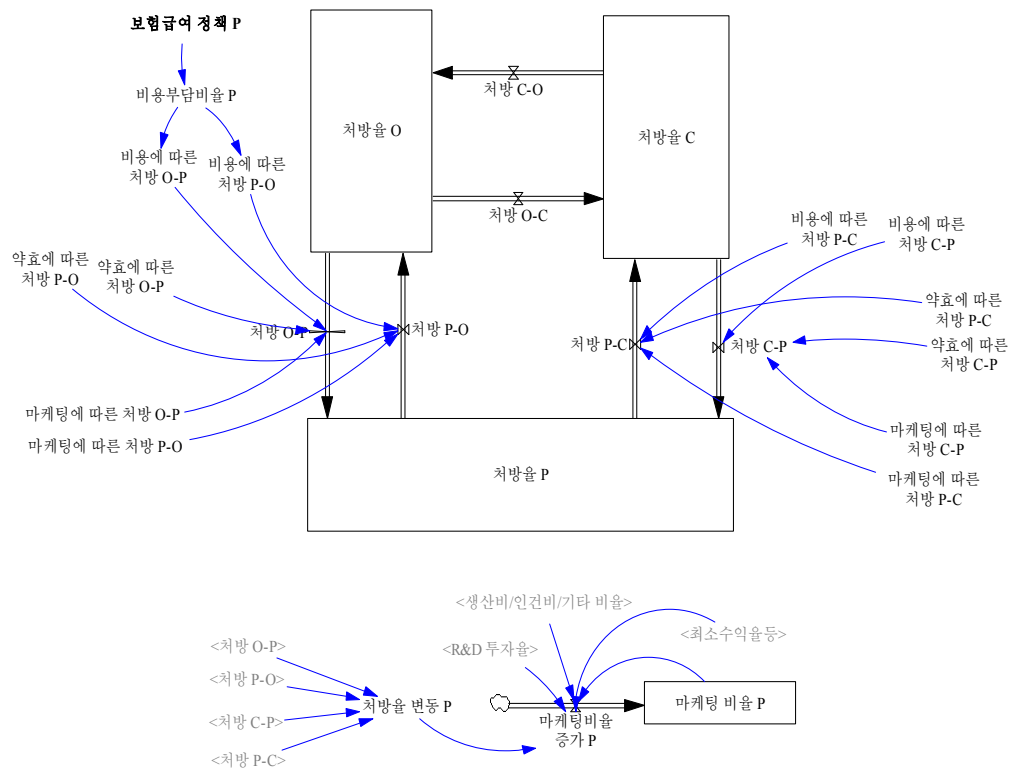 보험급여 정책 P
비용부담비율 P
처방 C-O
처방율 O
처방율 C
비용에 따른
처방 O-P
비용에 따른
처방 P-O
처방 O-C
비용에 따른
처방 P-C
비용에 따른
처방 C-P
약효에 따른
처방 P-O
약효에 따른
처방 O-P
약효에 따른
처방 P-C
처방 O-P
처방 P-O
처방 P-C
처방 C-P
약효에 따른
처방 C-P
마케팅에 따른 처방 O-P
마케팅에 따른 처방 P-O
마케팅에 따른
처방 C-P
처방율 P
마케팅에 따른
처방 P-C
<생산비/인건비/기타 비율>
<최소수익율등>
<처방 O-P>
<R&D 투자율>
<처방 P-O>
처방율 변동 P
마케팅 비율 P
<처방 C-P>
마케팅비율
증가 P
<처방 P-C>